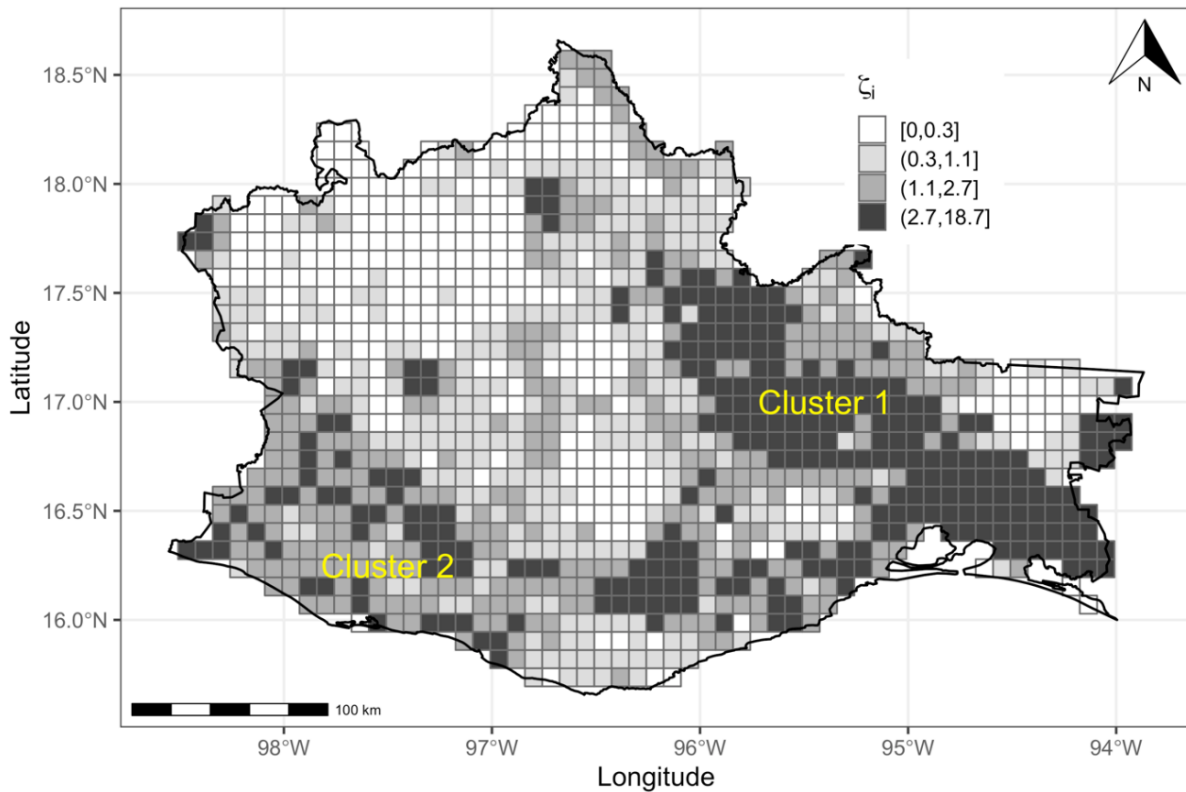 N
ζi
[0,0.3]
(0.3,1.1]
(1.1,2.7]
(2.7,18.7]
18.5°N
18.0°N
17.5°N
17.0°N
16.5°N
16.0°N
Latitude
Cluster 1
Cluster 2
100 km
98°W
97°W
96°W
95°W
94°W
Longitude